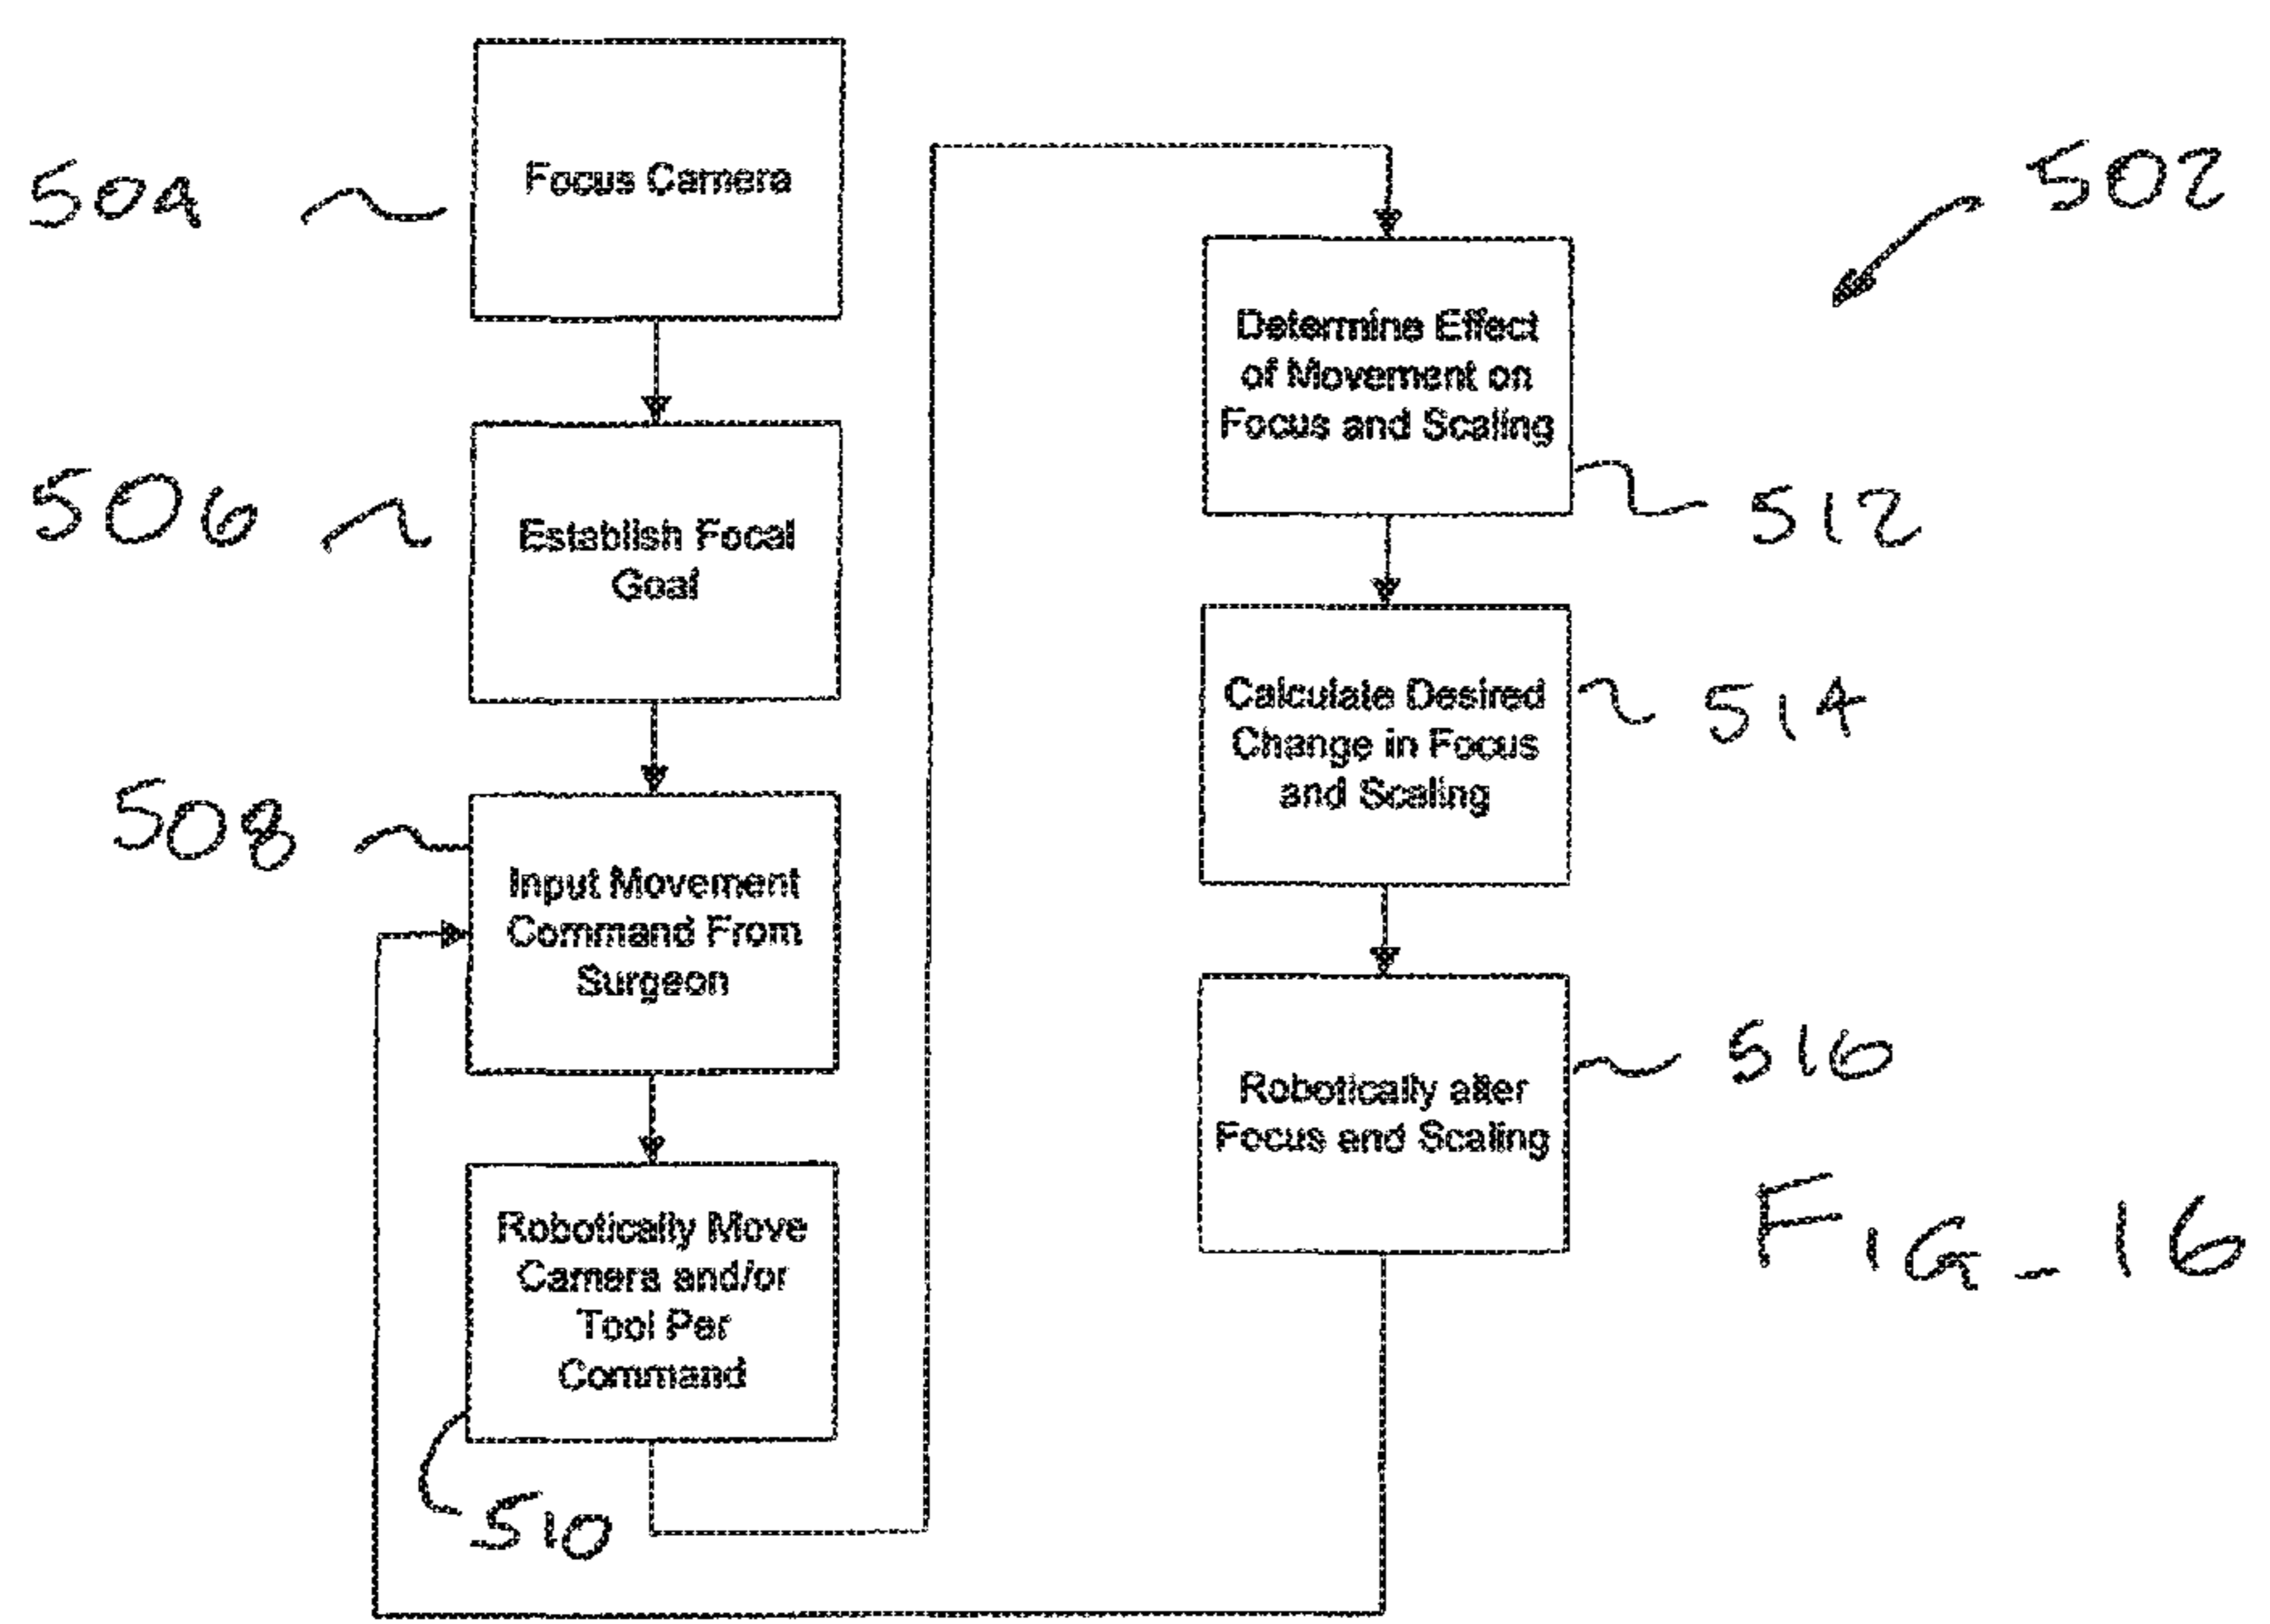 504
Focus Camera
506
Establish Focal
Goal
508
Input Movement
Command From
Surgeon
Robotically Move
Camera and/or
Tool Per
Command
510
502
Determine Effect
of Movement on
Focus and Scaling
512
Calculate Desired
Change in Focus
and Scaling
514
Robotically alter
Focus and Scaling
516
FIG_16